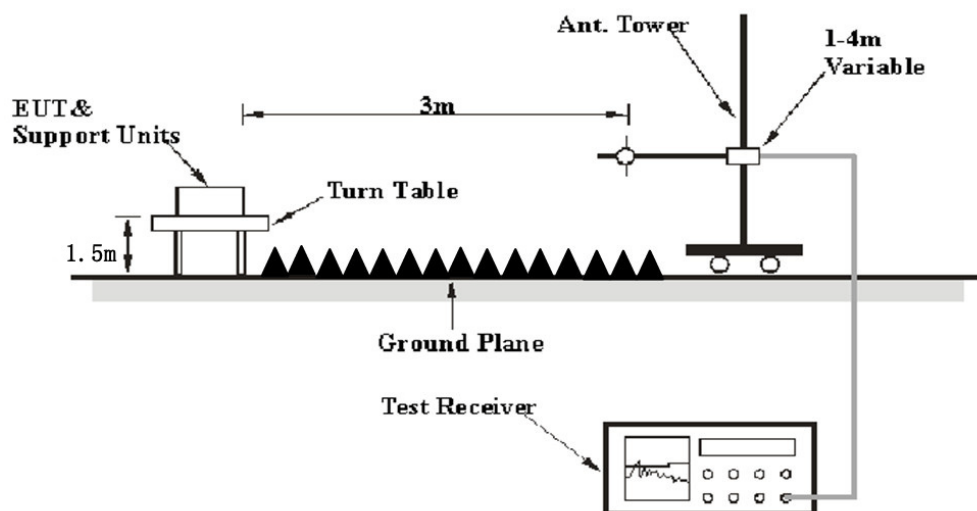 Ant. Tower
1-4m
Variable
3m
EUT&
Support Units
Turn Table
1.5m
Ground Plane
Test Receiver